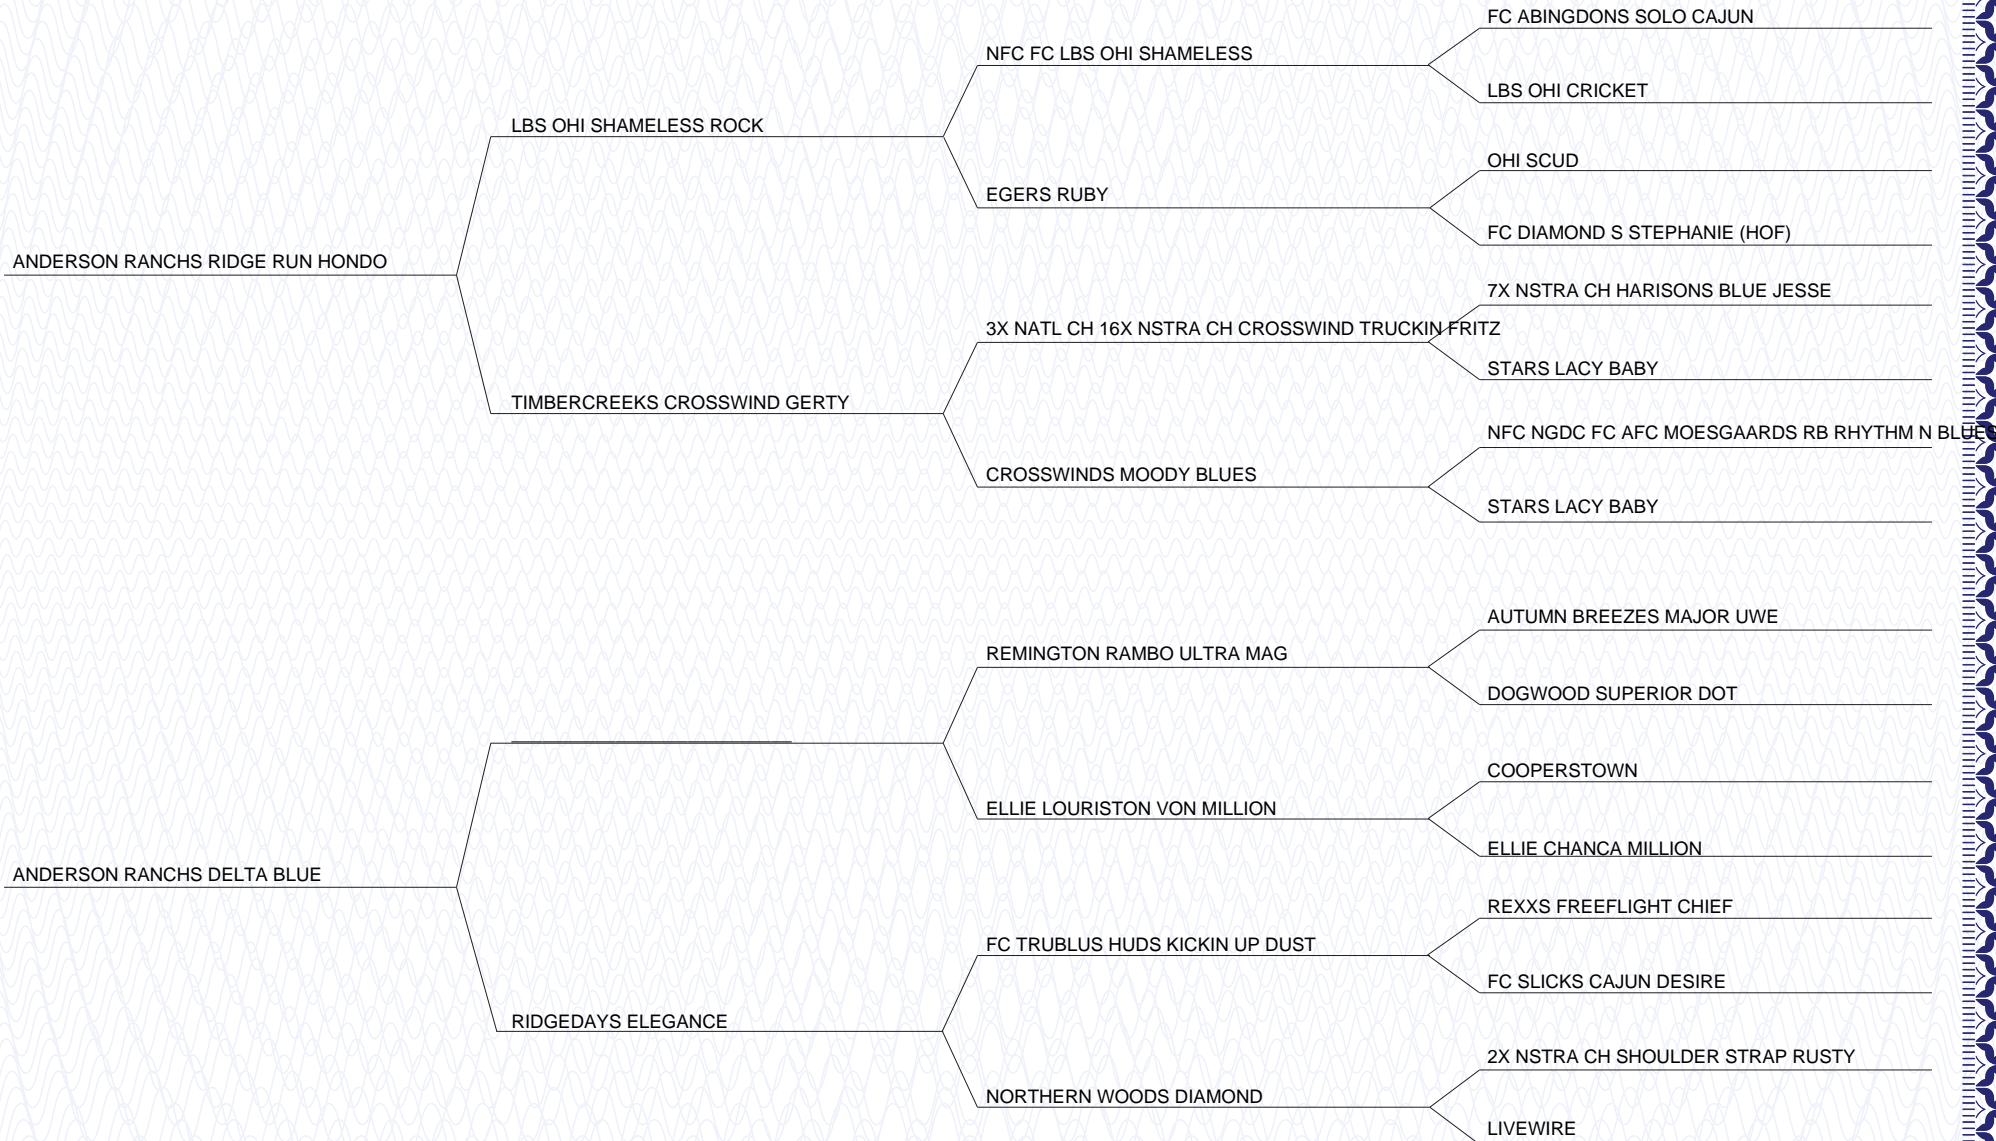 FC ABINGDONS SOLO CAJUN
NFC FC LBS OHI SHAMELESS
LBS OHI CRICKET
LBS OHI SHAMELESS ROCK
OHI SCUD
EGERS RUBY
FC DIAMOND S STEPHANIE (HOF)
ANDERSON RANCHS RIDGE RUN HONDO
7X NSTRA CH HARISONS BLUE JESSE
3X NATL CH 16X NSTRA CH CROSSWIND TRUCKIN FRITZ
STARS LACY BABY
TIMBERCREEKS CROSSWIND GERTY
NFC NGDC FC AFC MOESGAARDS RB RHYTHM N BLUES
CROSSWINDS MOODY BLUES
STARS LACY BABY
AUTUMN BREEZES MAJOR UWE
REMINGTON RAMBO ULTRA MAG
DOGWOOD SUPERIOR DOT
COOPERSTOWN
ELLIE LOURISTON VON MILLION
ELLIE CHANCA MILLION
ANDERSON RANCHS DELTA BLUE
REXXS FREEFLIGHT CHIEF
FC TRUBLUS HUDS KICKIN UP DUST
FC SLICKS CAJUN DESIRE
RIDGEDAYS ELEGANCE
2X NSTRA CH SHOULDER STRAP RUSTY
NORTHERN WOODS DIAMOND
LIVEWIRE